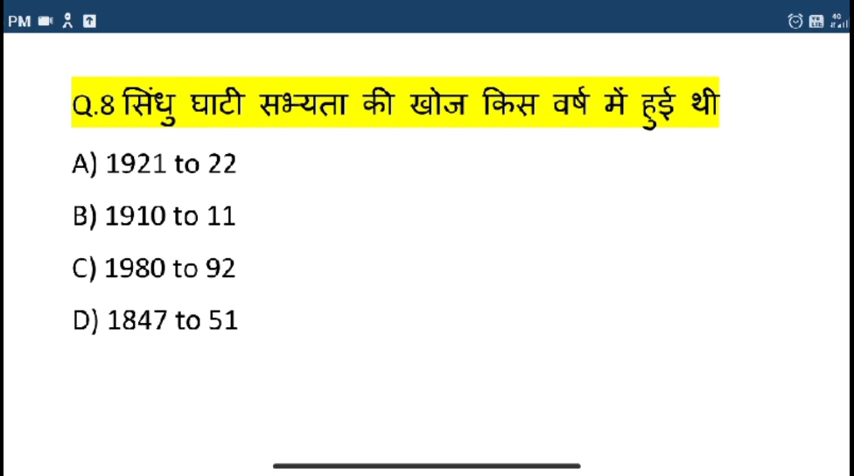 PM
Q.8 सिंधु घाटी सभ्यता की खोज किस वर्ष में हुई थी
A) 1921 to 22
B) 1910 to 11
C) 1980 to 92
D) 1847 to 51